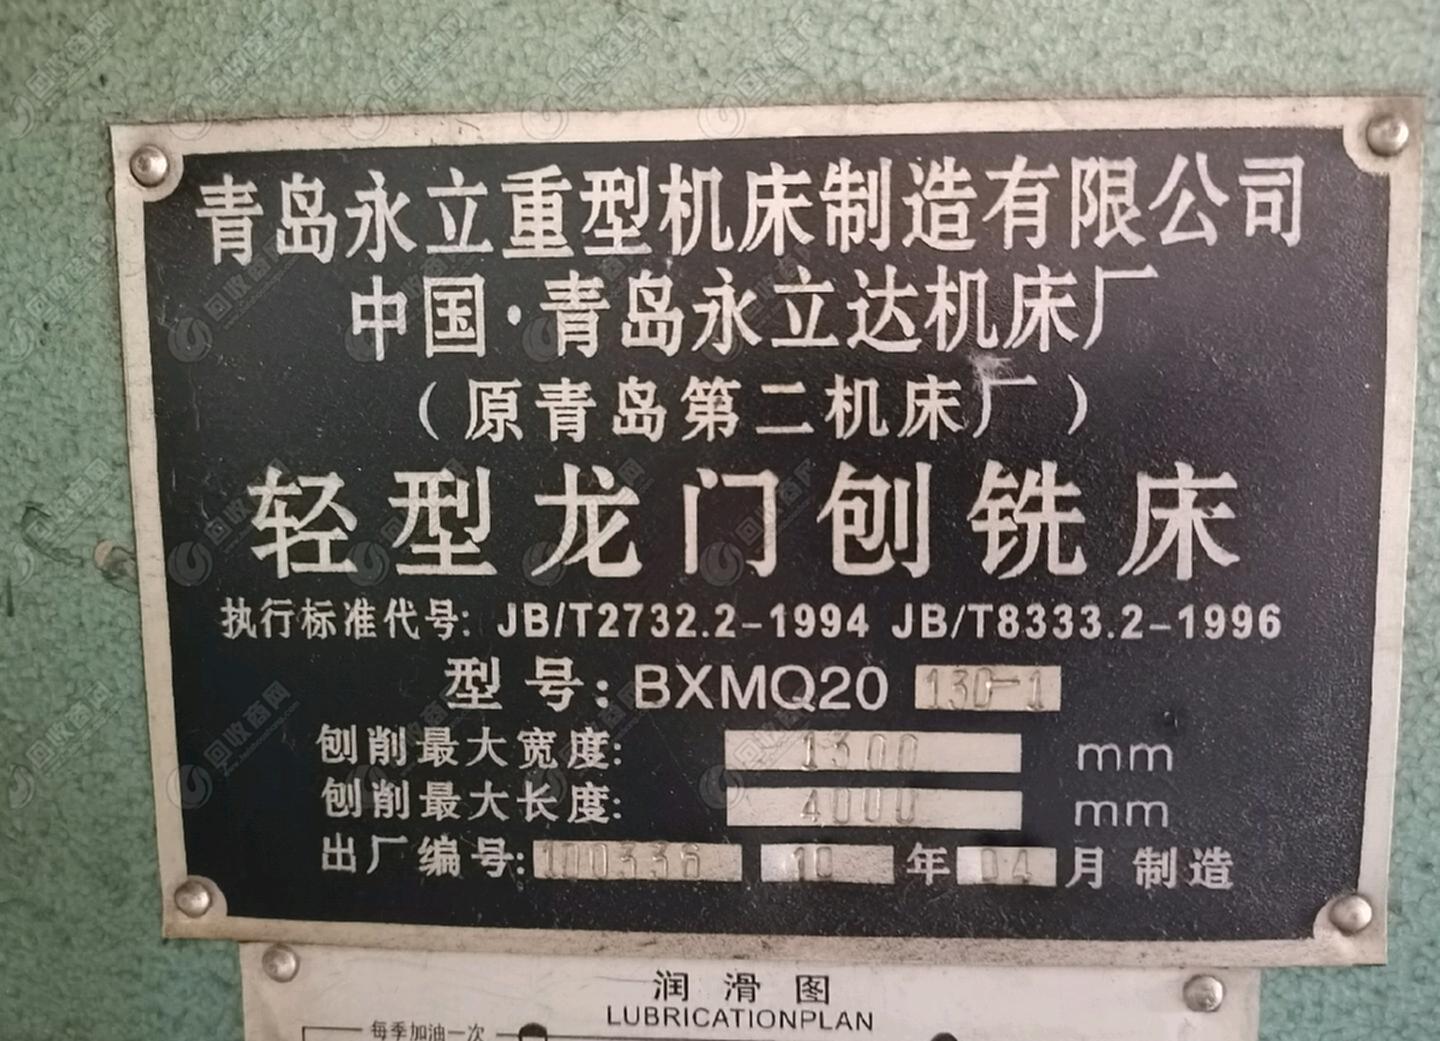 青岛永立重型机床制造有限公司
中国·青岛永立达机床厂
（原青岛第二机床厂）
轻型龙门刨铣床
执行标准代号: JB/T2732.2-1994 JB/T8333.2-1996
型号: BXMQ20 130-1
刨削最大宽度: 1300 mm
刨削最大长度: 4000 mm
出厂编号: 100336 10 年 04 月 制造
润滑图
LUBRICATIONPLAN
每季加油一次
回收商网